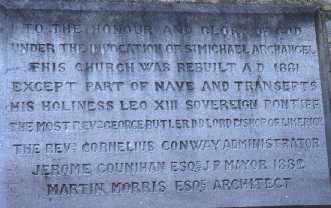 TO THE HONOUR AND GLORY OF GOD
UNDER THE INVOCATION OF ST MICHAEL ARCHANGEL
THIS CHURCH WAS REBUILT A.D 1881
EXCEPT PART OF NAVE AND TRANSEPTS
HIS HOLINESS LEO XIII SOVEREIGN PONTIFF
THE MOST REVD GEORGE BUTLER D.D LORD BISHOP OF LIMERICK
THE REVD CORNELIUS CONWAY ADMINISTRATOR
JEROME COUNIHAN ESQR J.P MAYOR 1882
MARTIN MORRIS ESQR ARCHITECT